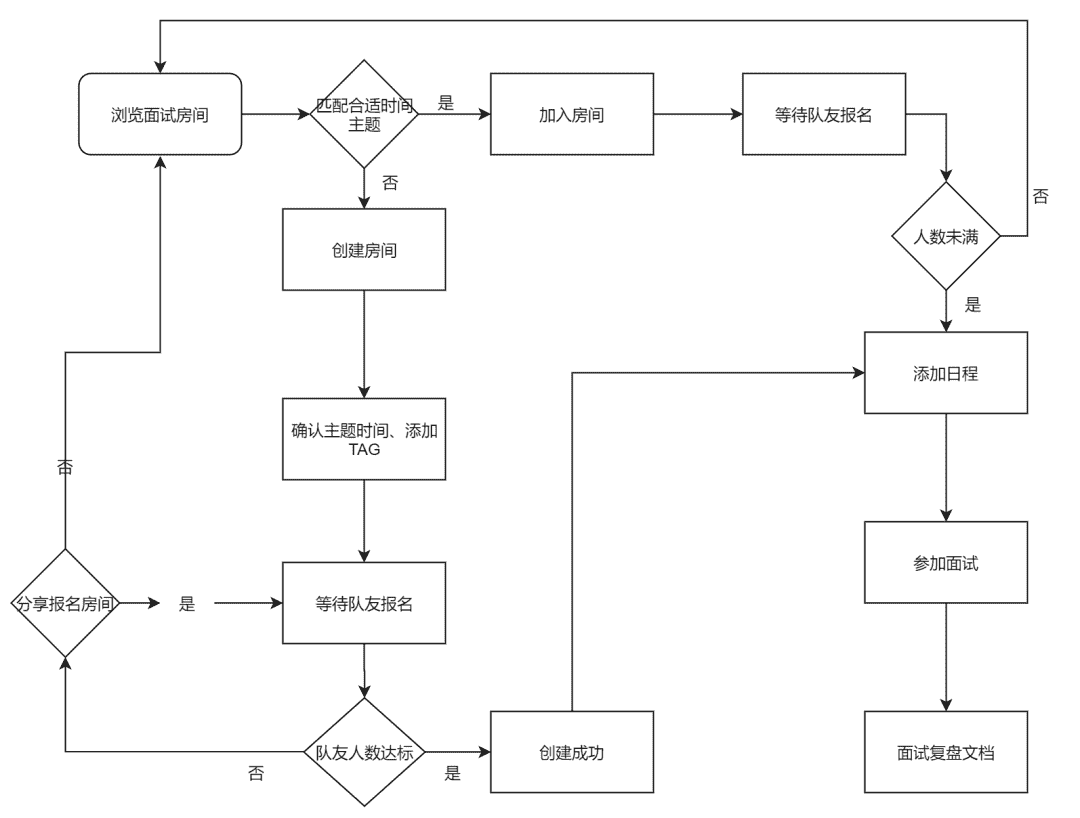 浏览面试房间
匹配合适时间
主题
是
加入房间
等待队友报名
否
人数未满
否
创建房间
是
添加日程
确认主题时间、添加
TAG
否
参加面试
分享报名房间
是
等待队友报名
队友人数达标
否
是
创建成功
面试复盘文档